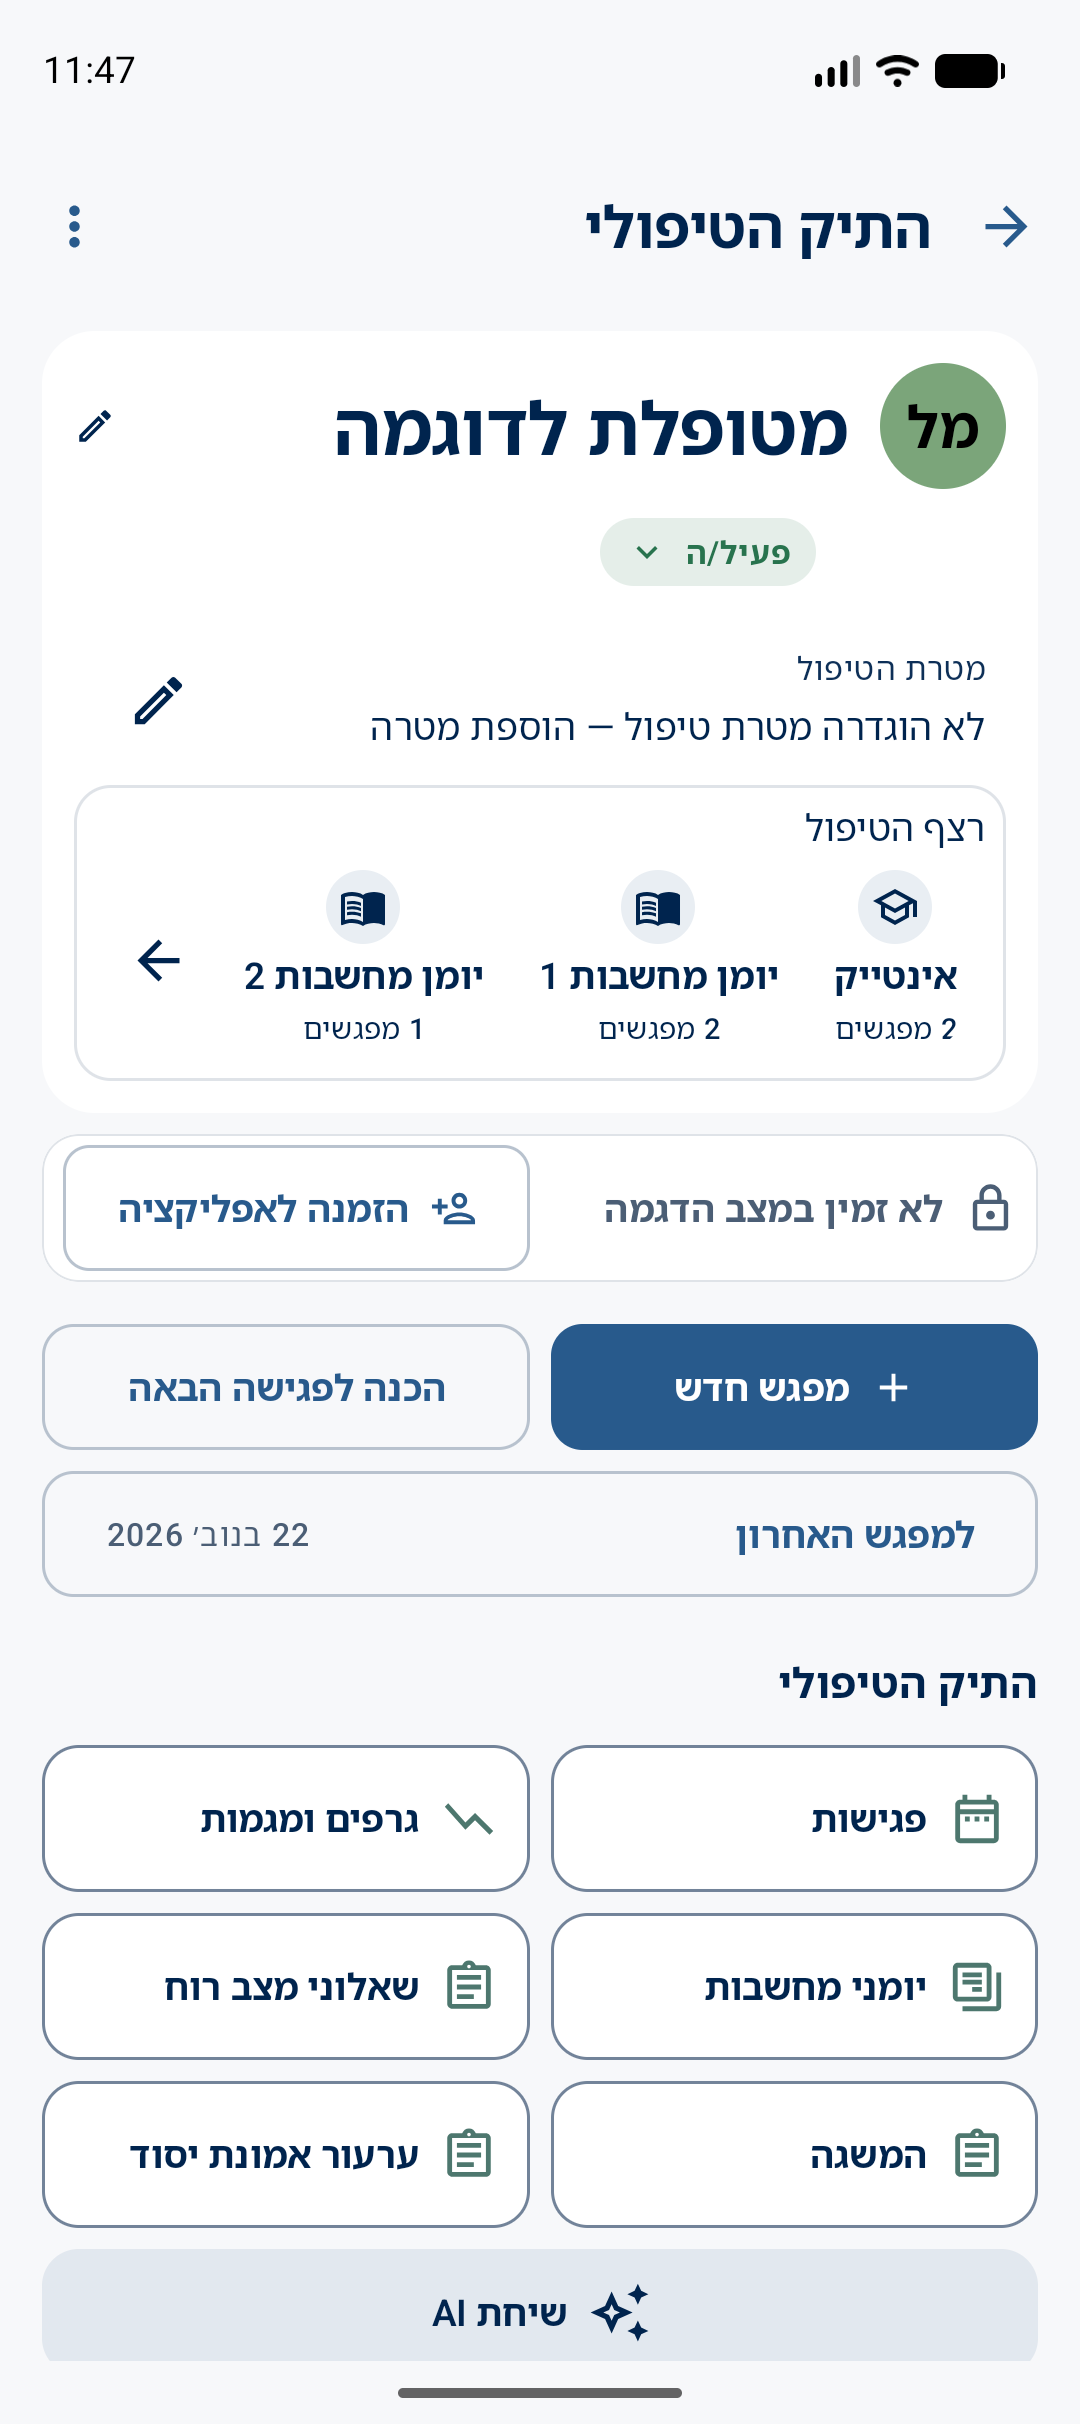 11:47
התיק הטיפולי
מל
מטופלת לדוגמה
פעיל/ה
מטרת הטיפול
לא הוגדרה מטרת טיפול – הוספת מטרה
רצף הטיפול
אינטייק
2 מפגשים
יומן מחשבות 1
2 מפגשים
יומן מחשבות 2
1 מפגשים
לא זמין במצב הדגמה
הזמנה לאפליקציה
מפגש חדש
הכנה לפגישה הבאה
למפגש האחרון
22 בנוב׳ 2026
התיק הטיפולי
פגישות
גרפים ומגמות
יומני מחשבות
שאלוני מצב רוח
המשגה
ערעור אמונת יסוד
שיחת AI